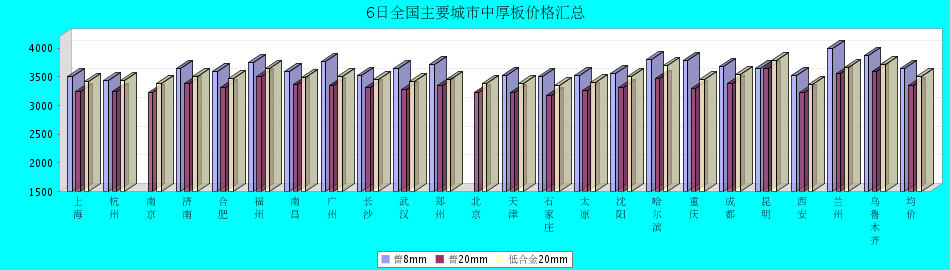 6日全国主要城市中厚板价格汇总
4000
3500
3000
2500
2000
1500
上海
杭州
南京
济南
合肥
福州
南昌
广州
长沙
武汉
郑州
北京
天津
石家庄
太原
沈阳
哈尔滨
重庆
成都
昆明
西安
兰州
乌鲁木齐
均价
普8mm 普20mm 低合金20mm